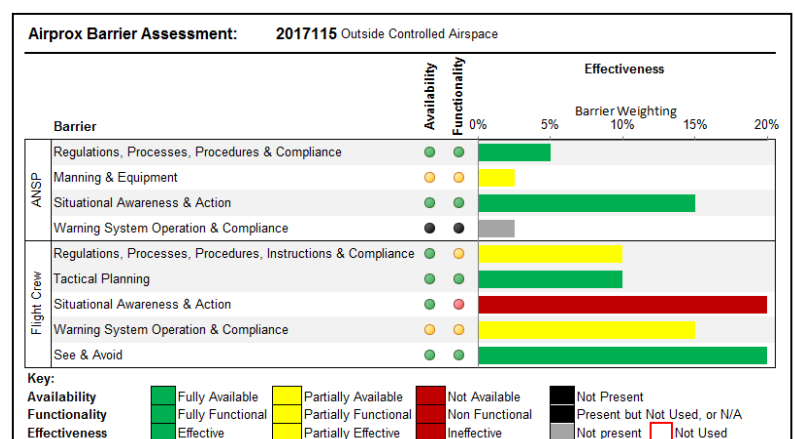 Airprox Barrier Assessment: 2017115 Outside Controlled Airspace
Availability
Functionality
Effectiveness
Barrier Weighting
Barrier
0% 5% 10% 15% 20%
ANSP
Regulations, Processes, Procedures & Compliance
Manning & Equipment
Situational Awareness & Action
Warning System Operation & Compliance
Flight Crew
Regulations, Processes, Procedures, Instructions & Compliance
Tactical Planning
Situational Awareness & Action
Warning System Operation & Compliance
See & Avoid
Key:
Availability Fully Available Partially Available Not Available Not Present
Functionality Fully Functional Partially Functional Non Functional Present but Not Used, or N/A
Effectiveness Effective Partially Effective Ineffective Not present Not Used